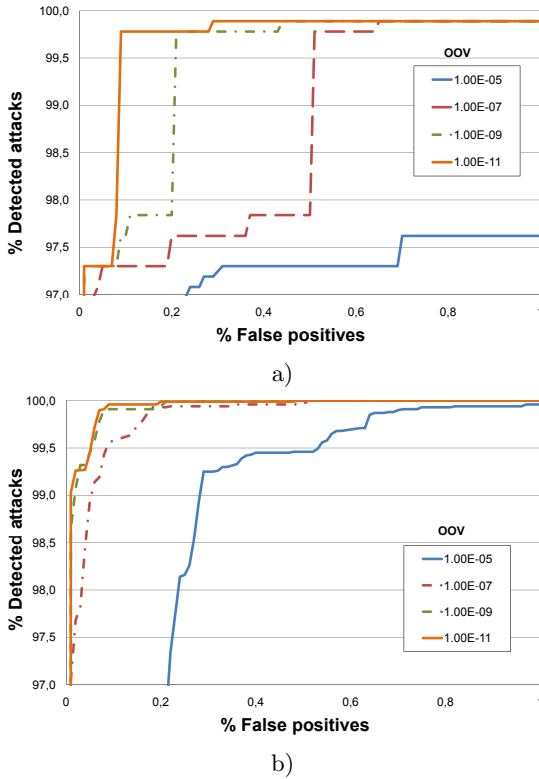 100,0
99,5
99,0
98,5
98,0
97,5
97,0
% Detected attacks
OOV
1.00E-05
1.00E-07
1.00E-09
1.00E-11
0 0,2 0,4 0,6 0,8 1
% False positives
a)
100,0
99,5
99,0
98,5
98,0
97,5
97,0
% Detected attacks
OOV
1.00E-05
1.00E-07
1.00E-09
1.00E-11
0 0,2 0,4 0,6 0,8 1
% False positives
b)